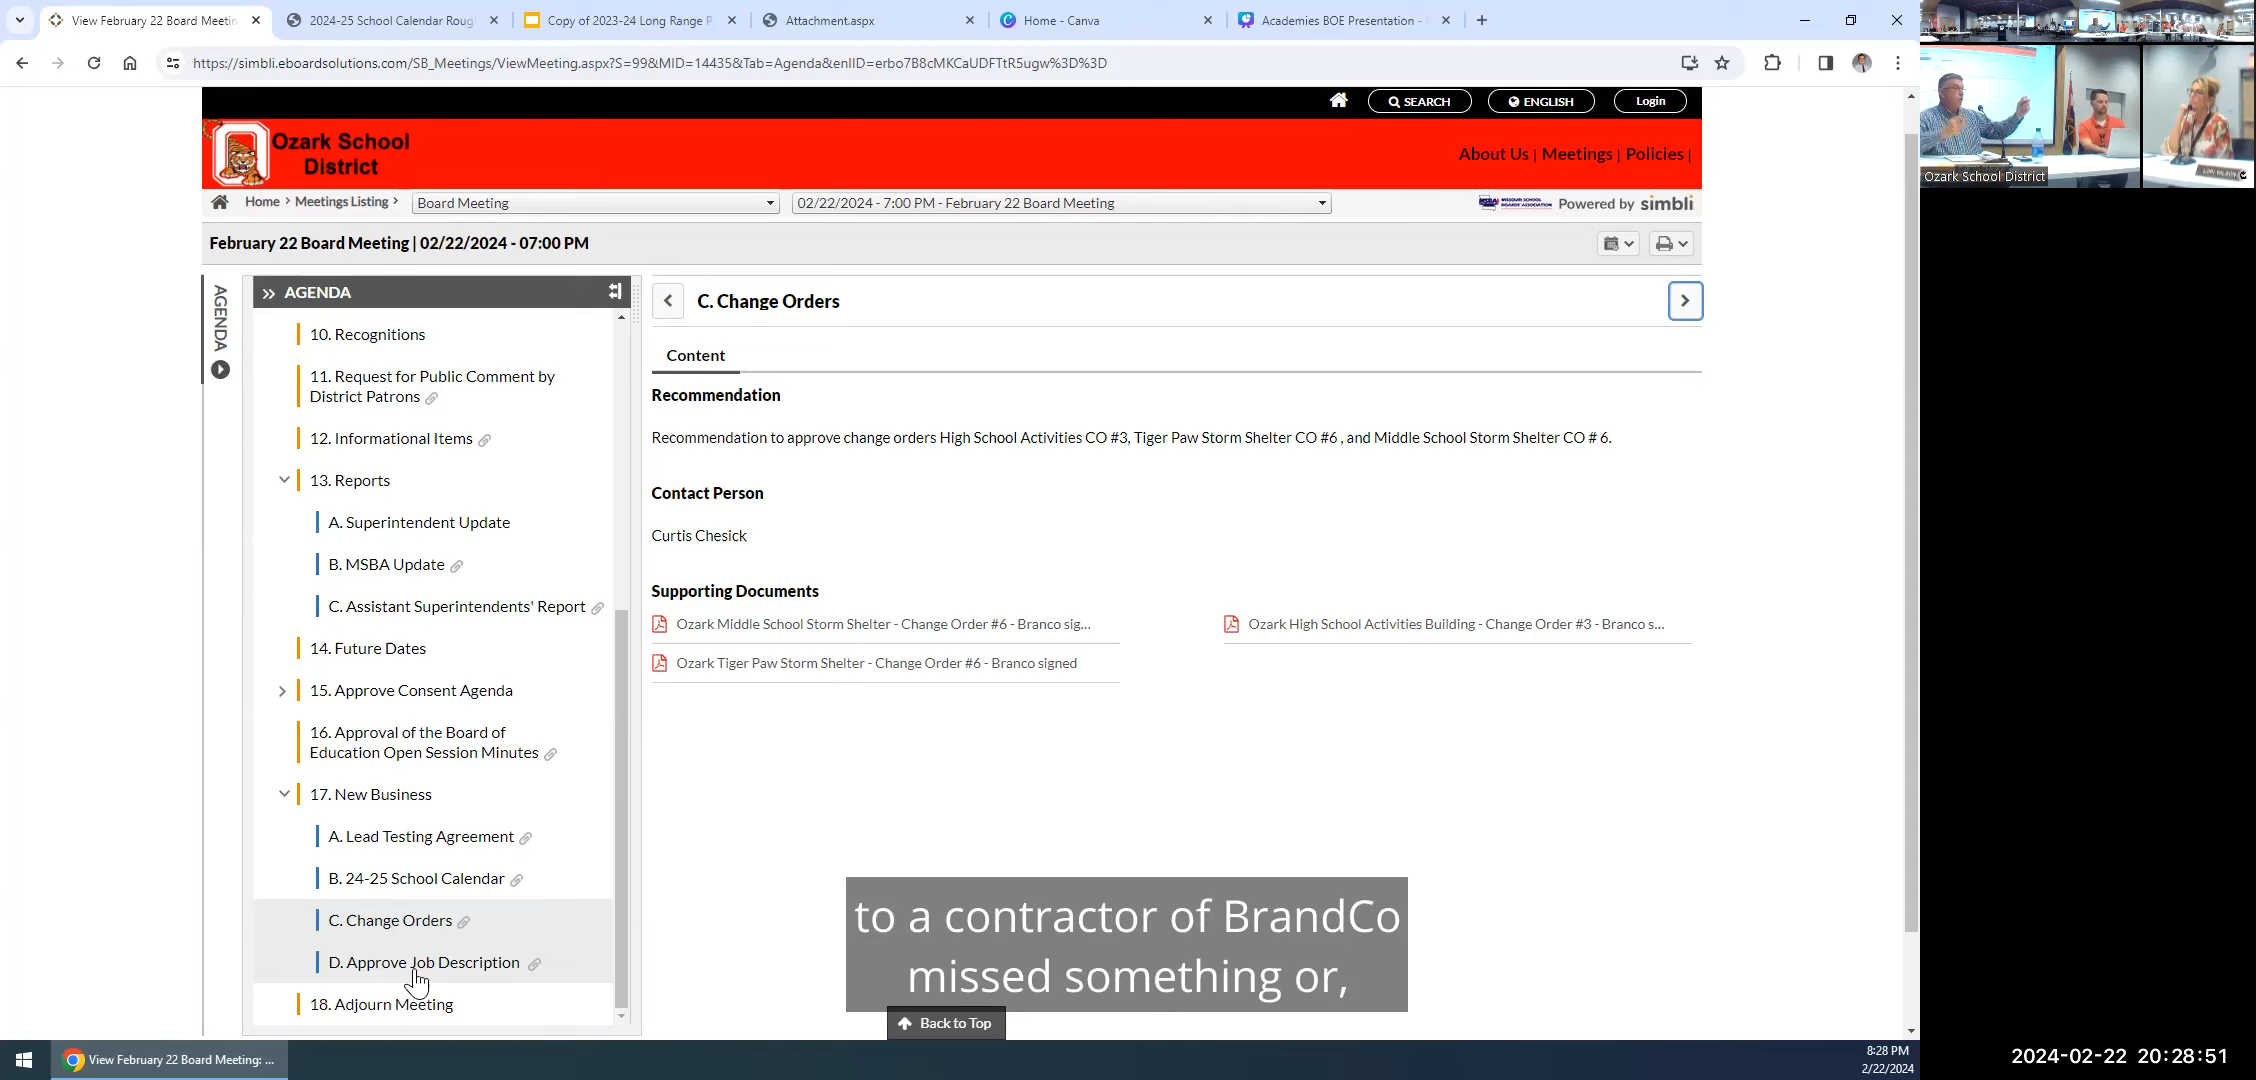 View February 22 Board Meetin
2024-25 School Calendar Roug
Copy of 2023-24 Long Range P
Attachment.aspx
Home - Canva
Academies BOE Presentation -
https://simbli.eboardsolutions.com/SB_Meetings/ViewMeeting.aspx?S=99&MID=14435&Tab=Agenda&enIID=erbo7B8cMKCaUDFTtR5ugw%3D%3D
SEARCH
ENGLISH
Login
Ozark School
District
About Us | Meetings | Policies |
Home > Meetings Listing >
Board Meeting
02/22/2024 - 7:00 PM - February 22 Board Meeting
MSBA MISSOURI SCHOOL BOARDS' ASSOCIATION
Powered by simbli
February 22 Board Meeting | 02/22/2024 - 07:00 PM
AGENDA
AGENDA
10. Recognitions
11. Request for Public Comment by
District Patrons
12. Informational Items
13. Reports
A. Superintendent Update
B. MSBA Update
C. Assistant Superintendents' Report
14. Future Dates
15. Approve Consent Agenda
16. Approval of the Board of
Education Open Session Minutes
17. New Business
A. Lead Testing Agreement
B. 24-25 School Calendar
C. Change Orders
D. Approve Job Description
18. Adjourn Meeting
C. Change Orders
Content
Recommendation
Recommendation to approve change orders High School Activities CO #3, Tiger Paw Storm Shelter CO #6 , and Middle School Storm Shelter CO # 6.
Contact Person
Curtis Chesick
Supporting Documents
Ozark Middle School Storm Shelter - Change Order #6 - Branco sig...
Ozark High School Activities Building - Change Order #3 - Branco s...
Ozark Tiger Paw Storm Shelter - Change Order #6 - Branco signed
to a contractor of BrandCo
missed something or,
Back to Top
View February 22 Board Meeting: ...
8:28 PM
2/22/2024
Ozark School District
2024-02-22 20:28:51